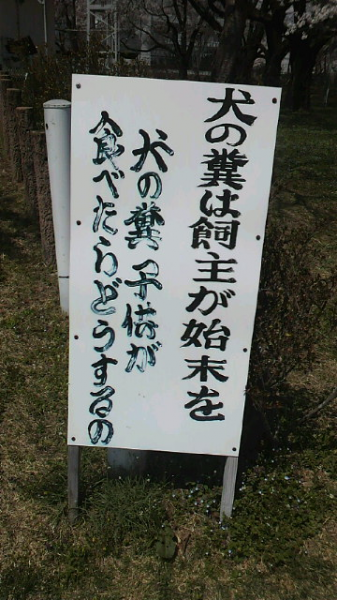 犬の糞は飼主が始末を
犬の糞っ子供が
食べたらどうするの